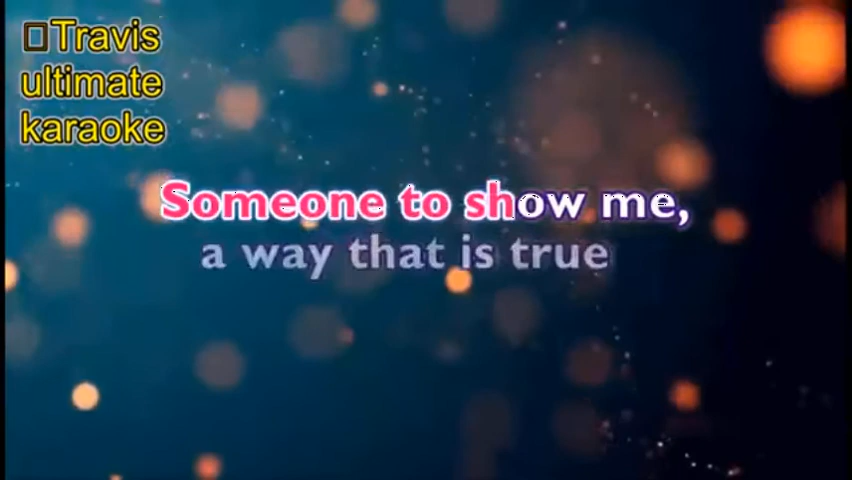 Travis
ultimate
karaoke
Someone to show me,
a way that is true